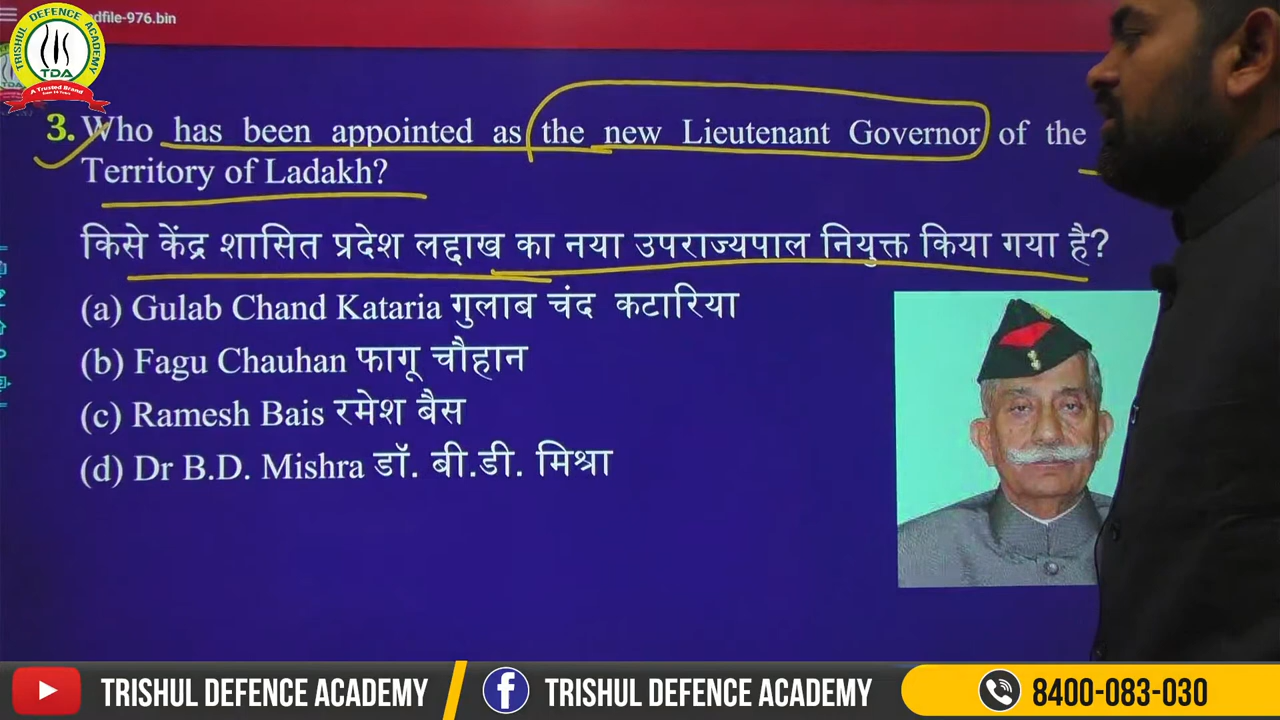 dfile-976.bin
TRISHUL DEFENCE ACADEMY
TDA
A Trusted Brand
3. Who has been appointed as the new Lieutenant Governor of the
Territory of Ladakh?
किसे केंद्र शासित प्रदेश लद्दाख का नया उपराज्यपाल नियुक्त किया गया है?
(a) Gulab Chand Kataria गुलाब चंद कटारिया
(b) Fagu Chauhan फागू चौहान
(c) Ramesh Bais रमेश बैस
(d) Dr B.D. Mishra डॉ. बी.डी. मिश्रा
TRISHUL DEFENCE ACADEMY TRISHUL DEFENCE ACADEMY 8400-083-030